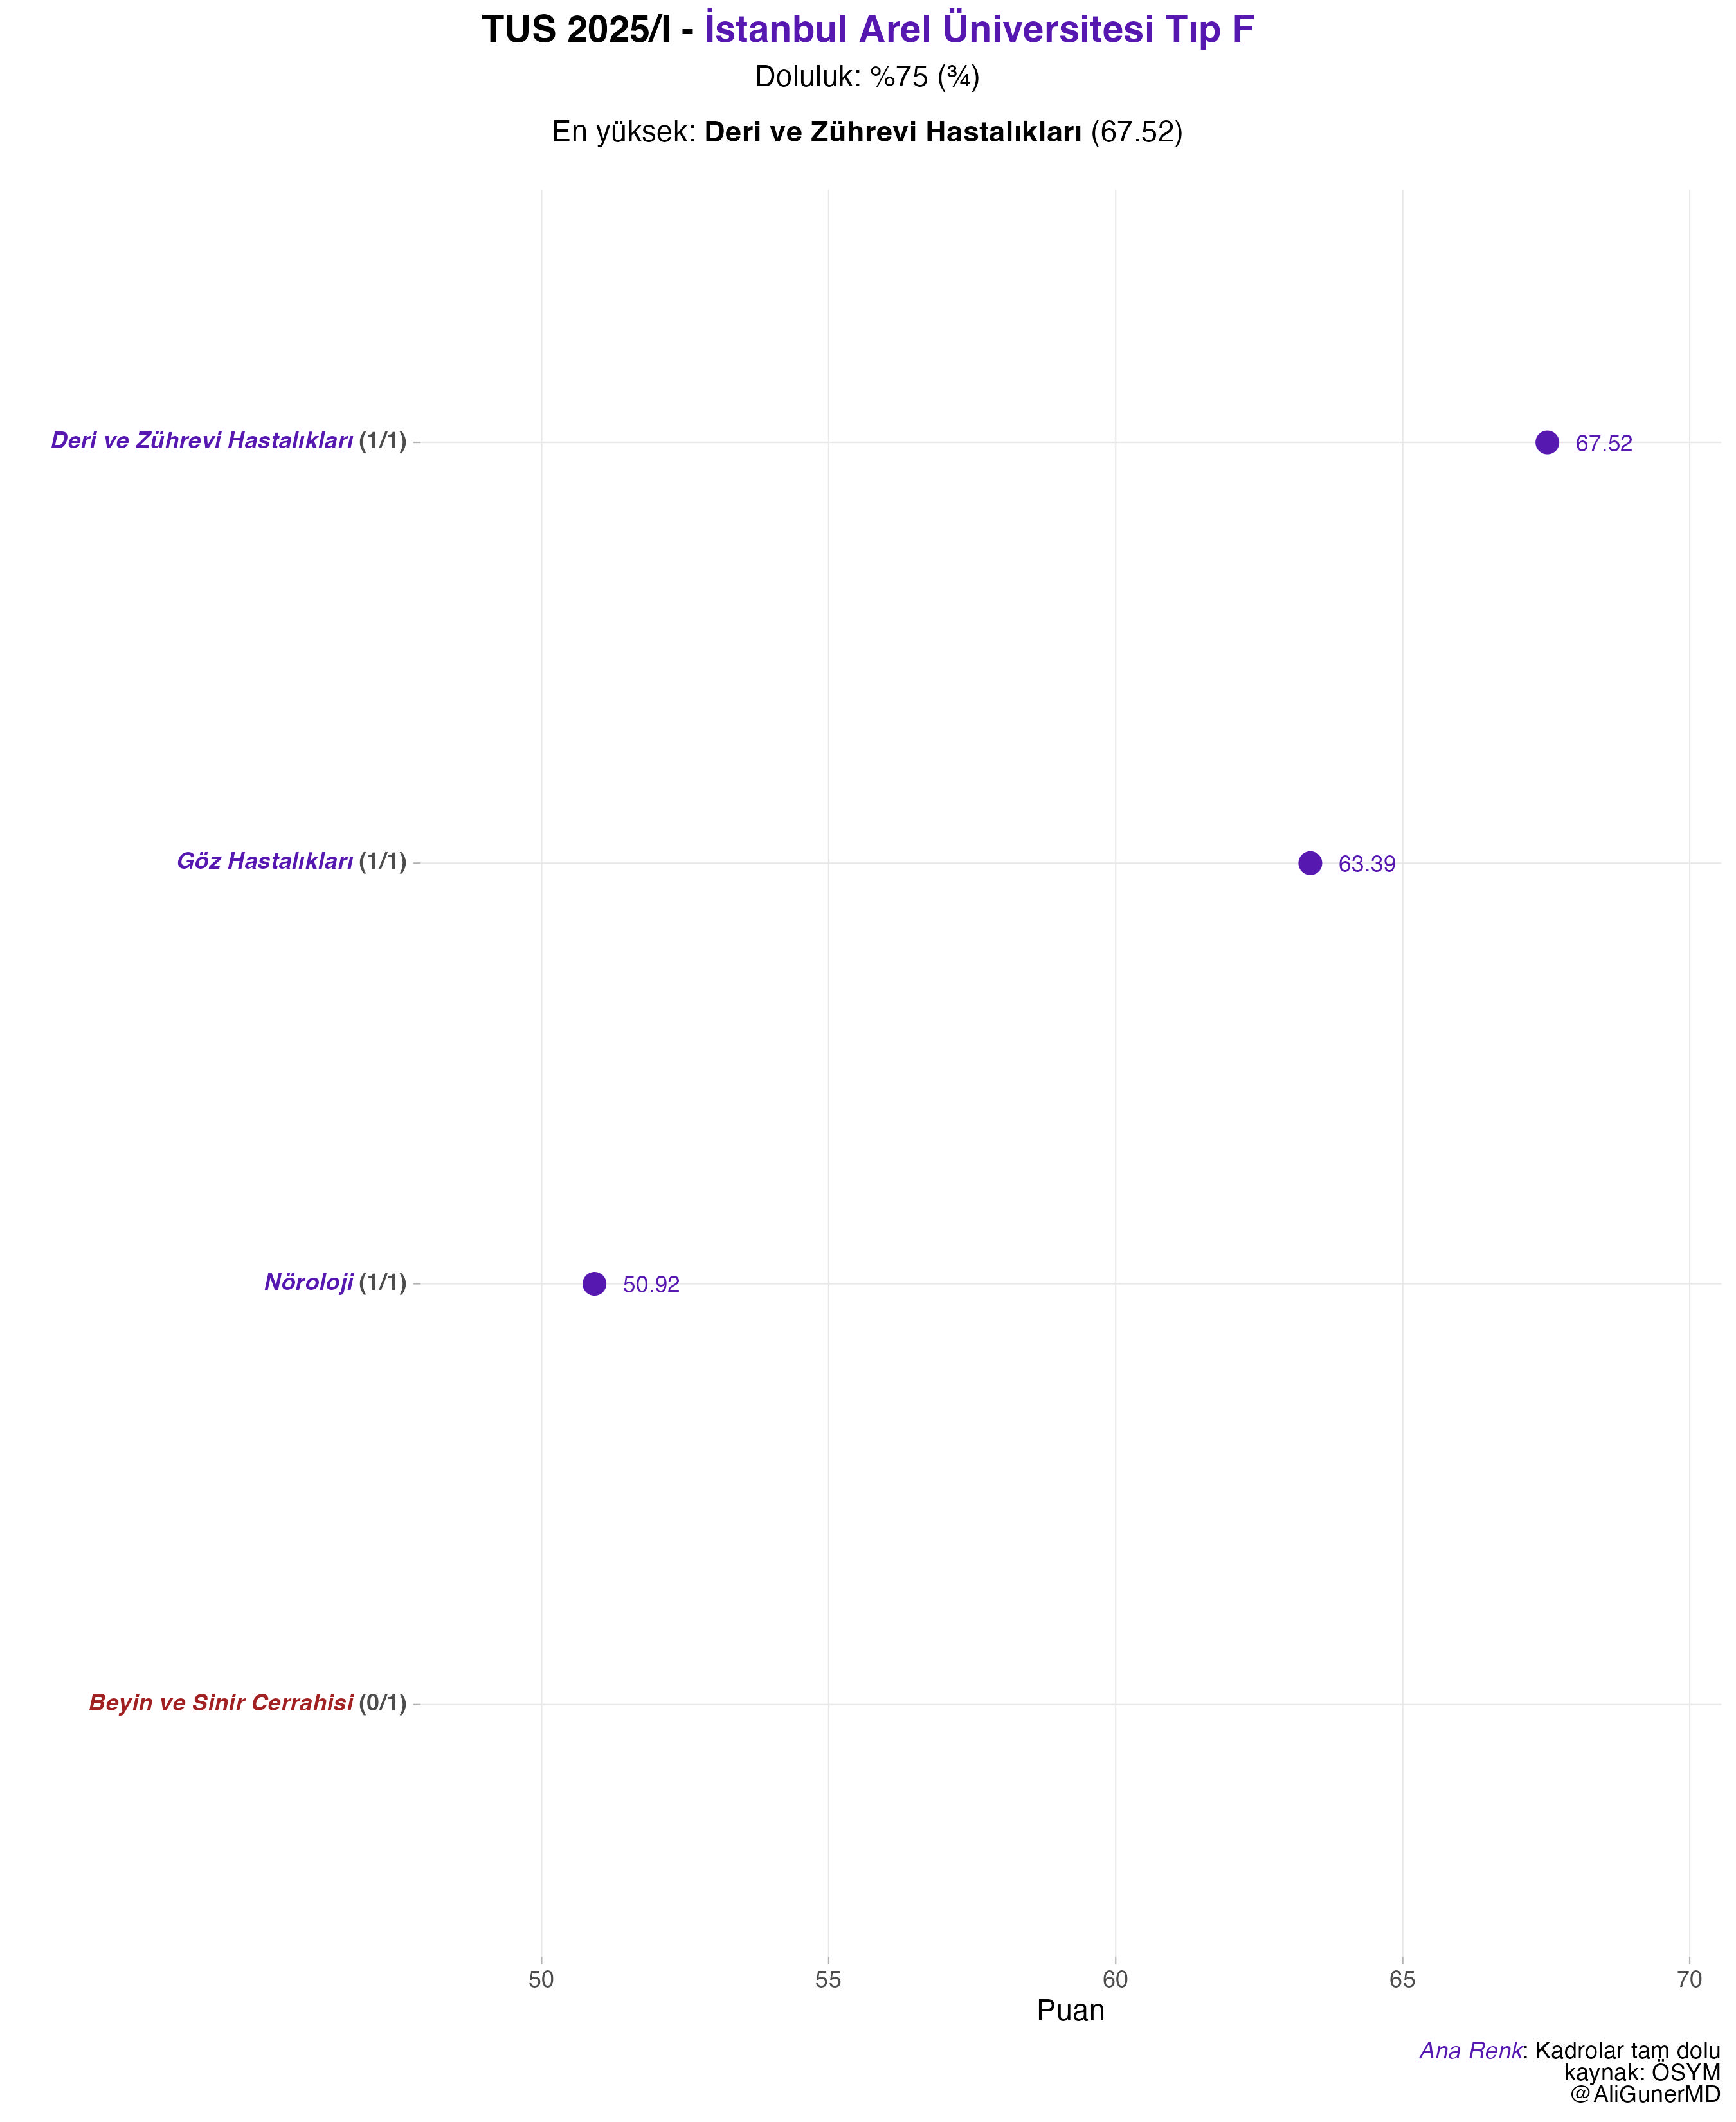 TUS 2025/I - İstanbul Arel Üniversitesi Tıp F
Doluluk: %75 (¾)
En yüksek: Deri ve Zührevi Hastalıkları (67.52)
Deri ve Zührevi Hastalıkları (1/1)
67.52
Göz Hastalıkları (1/1)
63.39
Nöroloji (1/1)
50.92
Beyin ve Sinir Cerrahisi (0/1)
50 55 60 65 70
Puan
Ana Renk: Kadrolar tam dolu
kaynak: ÖSYM
@AliGunerMD